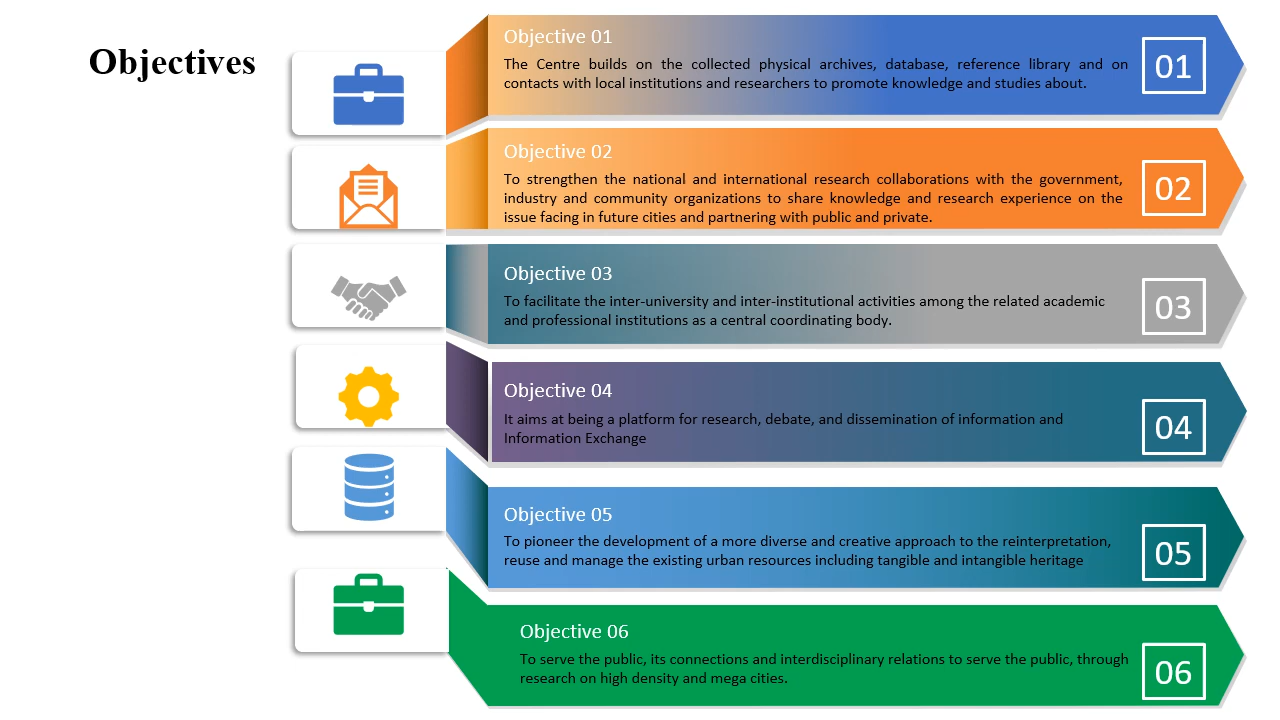 Objectives
Objective 01
The Centre builds on the collected physical archives, database, reference library and on
contacts with local institutions and researchers to promote knowledge and studies about.
01
Objective 02
To strengthen the national and international research collaborations with the government,
industry and community organizations to share knowledge and research experience on the
issue facing in future cities and partnering with public and private.
02
Objective 03
To facilitate the inter-university and inter-institutional activities among the related academic
and professional institutions as a central coordinating body.
03
Objective 04
It aims at being a platform for research, debate, and dissemination of information and
Information Exchange
04
Objective 05
To pioneer the development of a more diverse and creative approach to the reinterpretation,
reuse and manage the existing urban resources including tangible and intangible heritage
05
Objective 06
To serve the public, its connections and interdisciplinary relations to serve the public, through
research on high density and mega cities.
06